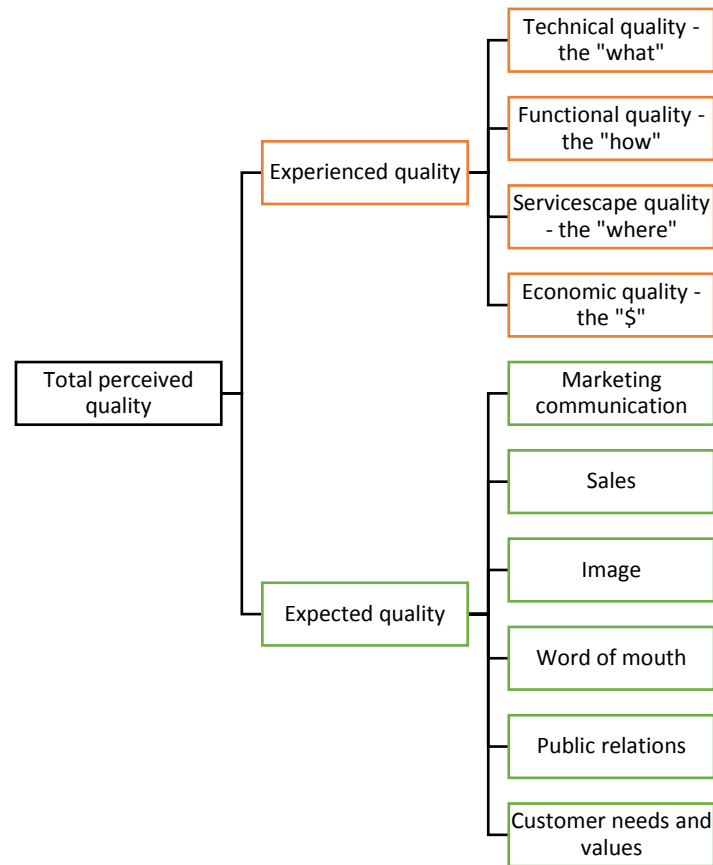 Technical quality -
the "what"
Functional quality -
the "how"
Experienced quality
Servicescape quality
- the "where"
Economic quality -
the "$"
Total perceived
quality
Marketing
communication
Sales
Image
Expected quality
Word of mouth
Public relations
Customer needs and
values